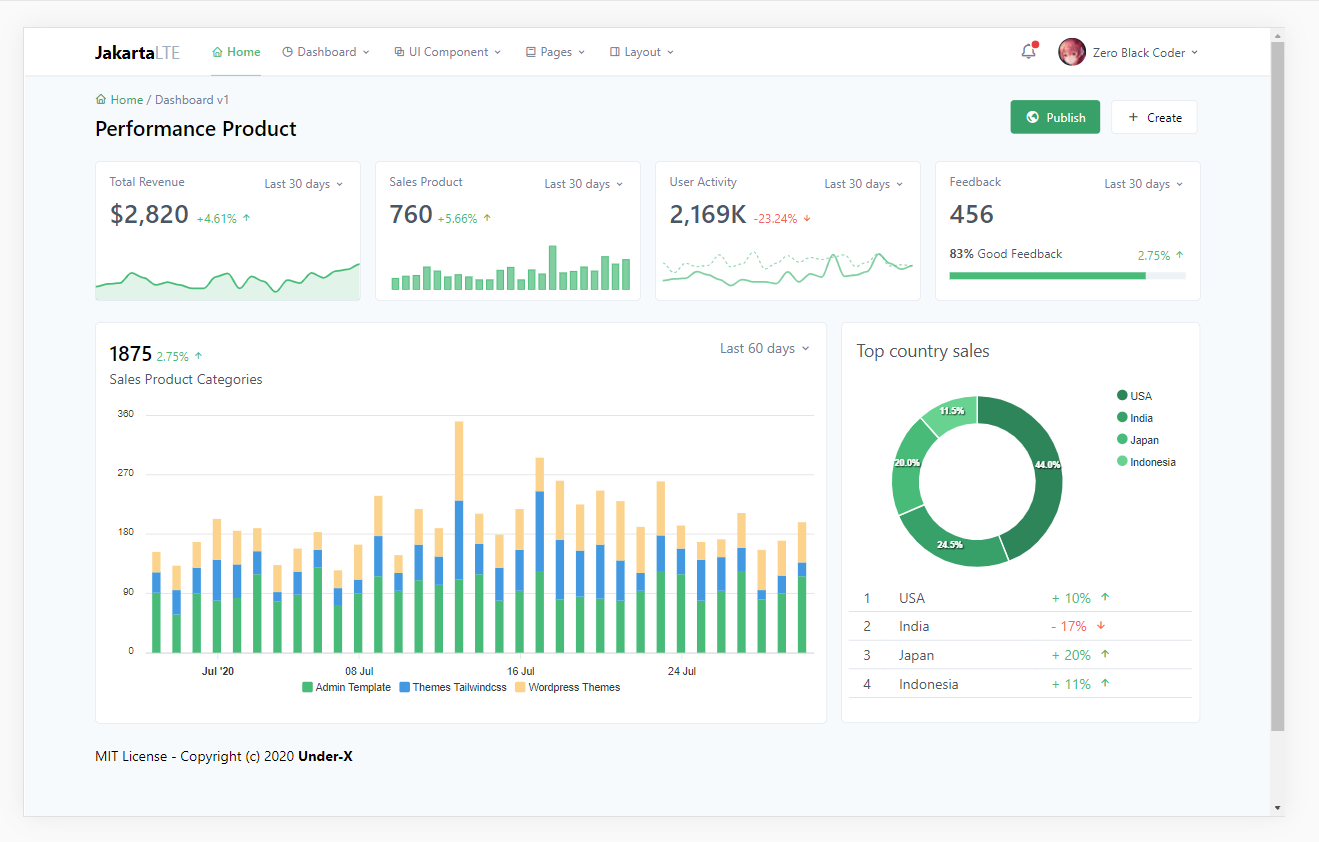 JakartaLTE Home Dashboard UI Component Pages Layout Zero Black Coder
Home / Dashboard v1
Performance Product
Publish + Create
Total Revenue Last 30 days
$2,820 +4.61%
Sales Product Last 30 days
760 +5.66%
User Activity Last 30 days
2,169K -23.24%
Feedback Last 30 days
456
83% Good Feedback 2.75%
1875 2.75% Last 60 days
Sales Product Categories
360
270
180
90
0
Jul '20 08 Jul 16 Jul 24 Jul
Admin Template Themes Tailwindcss Wordpress Themes
Top country sales
USA
India
Japan
Indonesia
11.5%
20.0% 44.0%
24.5%
1 USA + 10%
2 India - 17%
3 Japan + 20%
4 Indonesia + 11%
MIT License - Copyright (c) 2020 Under-X